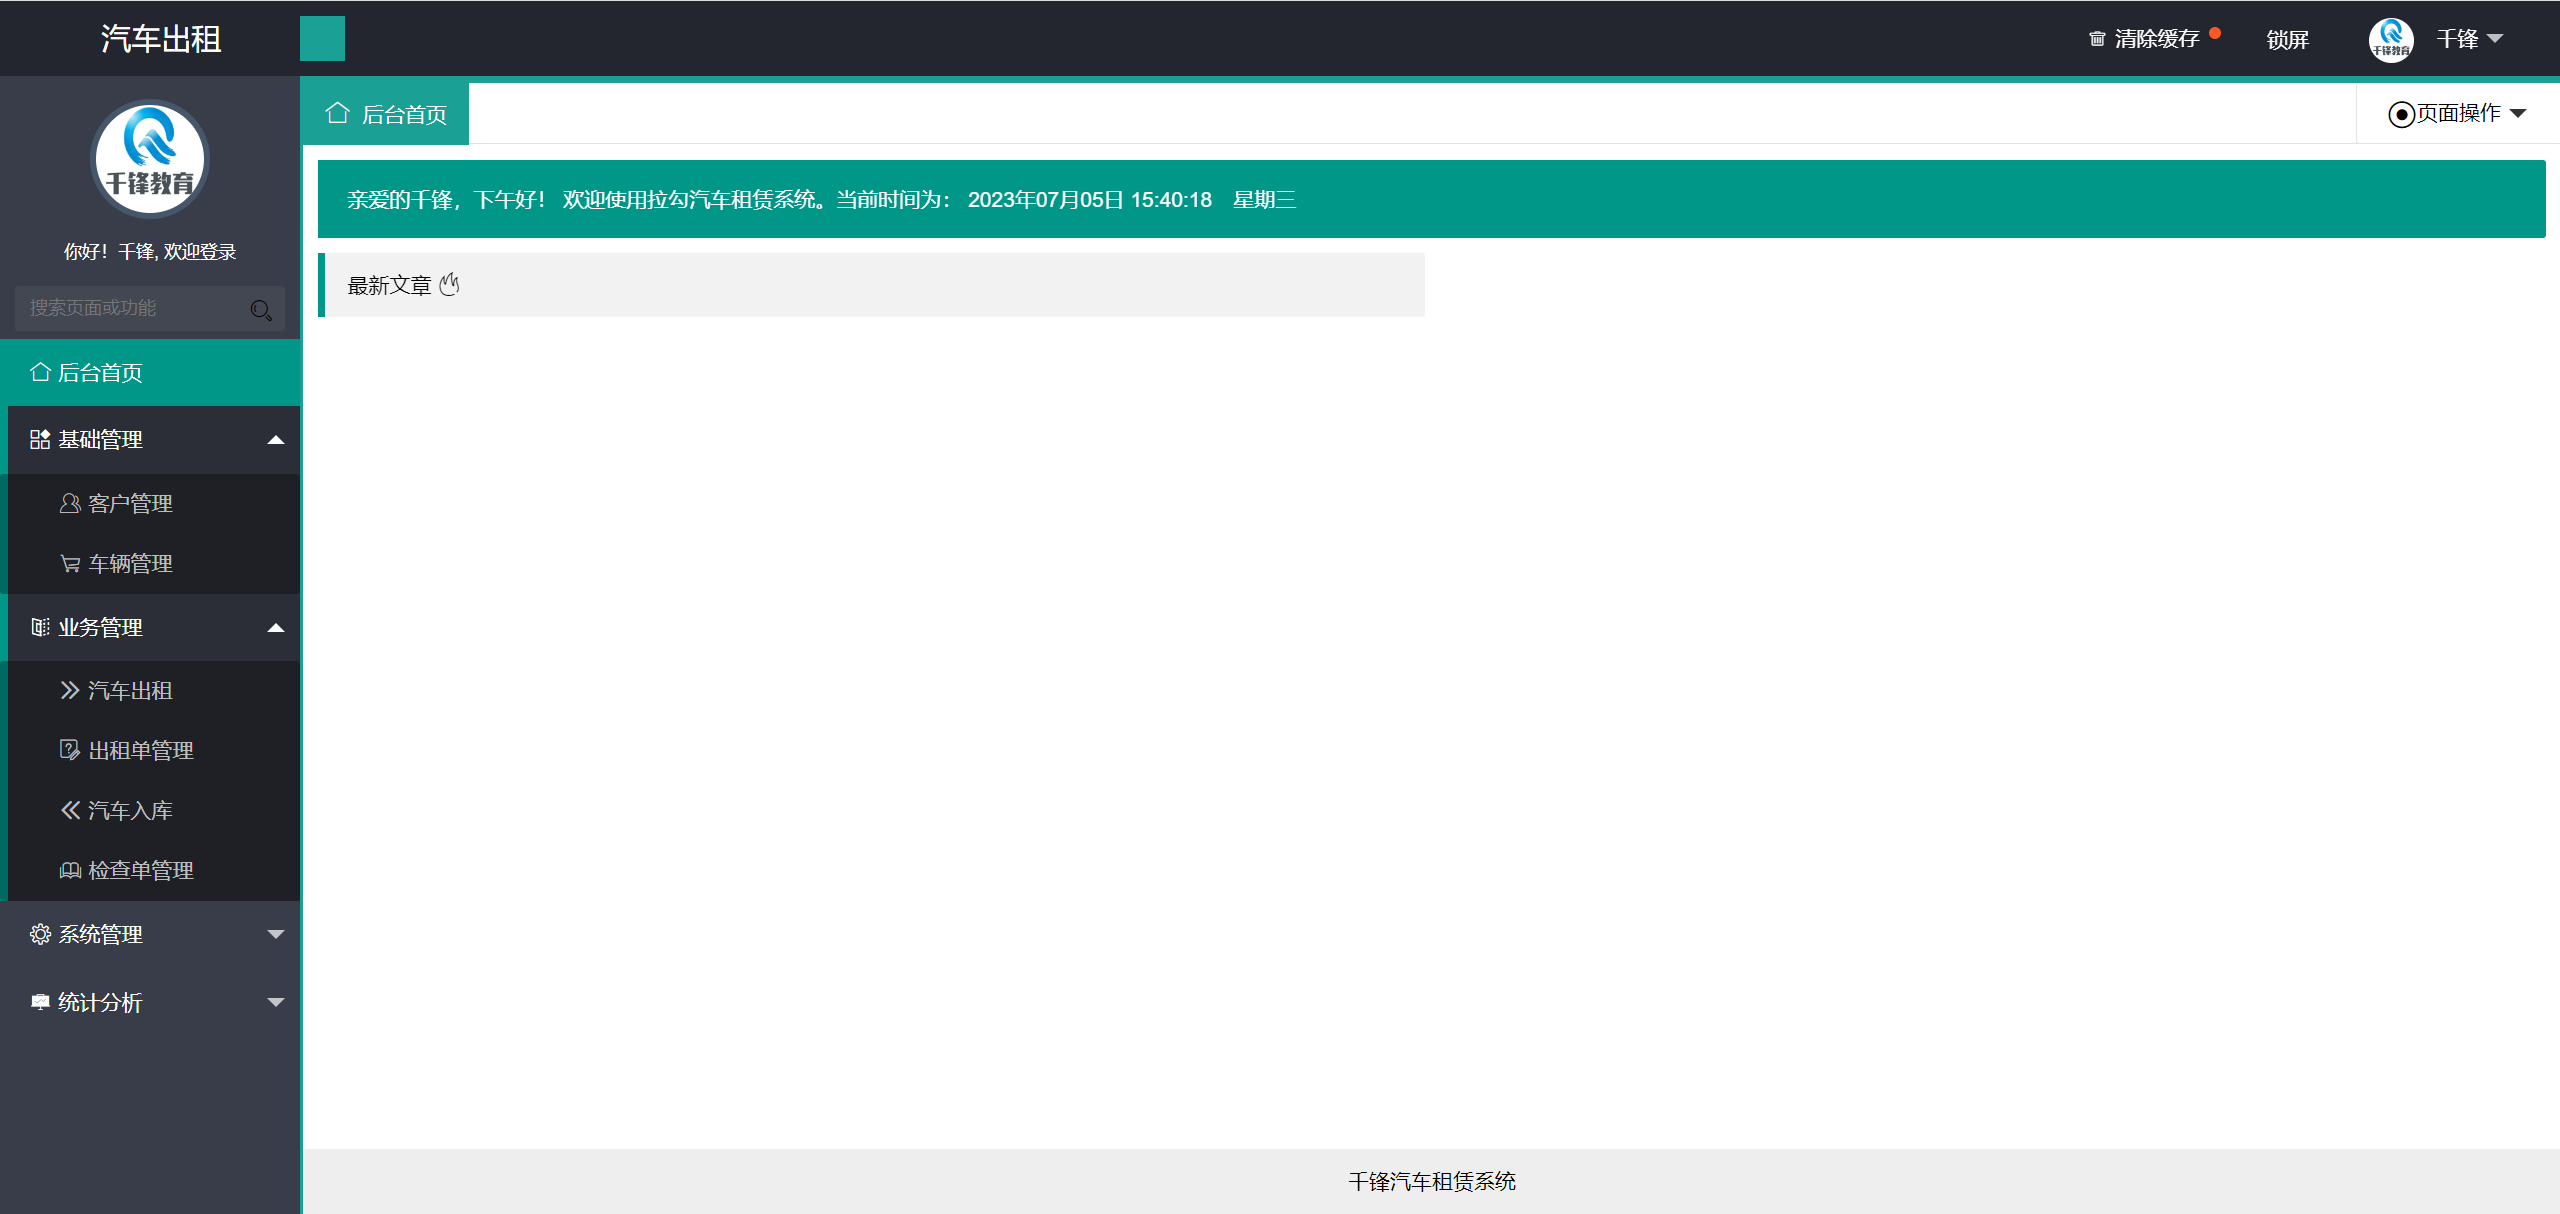 汽车出租
清除缓存
锁屏
千锋教育
千锋
千锋教育
你好！千锋, 欢迎登录
搜索页面或功能
后台首页
基础管理
客户管理
车辆管理
业务管理
汽车出租
出租单管理
汽车入库
检查单管理
系统管理
统计分析
后台首页
页面操作
亲爱的千锋，下午好！ 欢迎使用拉勾汽车租赁系统。当前时间为： 2023年07月05日 15:40:18 星期三
最新文章
千锋汽车租赁系统